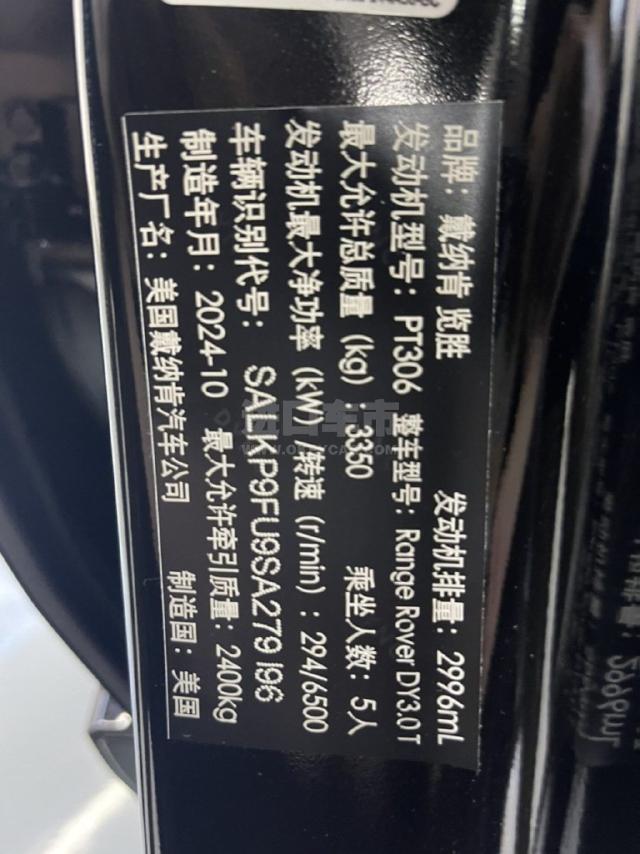 品牌：戴纳肯 览胜 发动机排量：2996mL
发动机型号：PT306 整车型号：Range Rover DY3.0T
最大允许总质量（kg）：3350 乘坐人数：5人
发动机最大净功率（kW）/转速（r/min）：294/6500
车辆识别代号：SALKP9FU9SA279196
制造年月：2024-10 最大允许牵引质量：2400kg
生产厂名：美国戴纳肯汽车公司 制造国：美国
进口车市